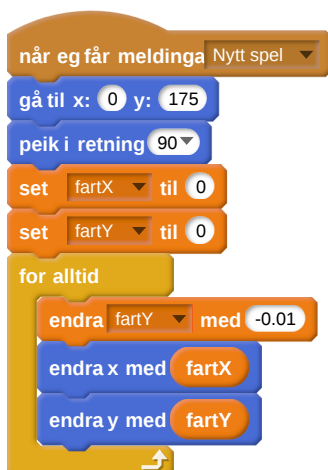 når eg får meldinga Nytt spel
gå til x: 0 y: 175
peik i retning 90
set fartX til 0
set fartY til 0
for alltid
endra fartY med -0.01
endra x med fartX
endra y med fartY